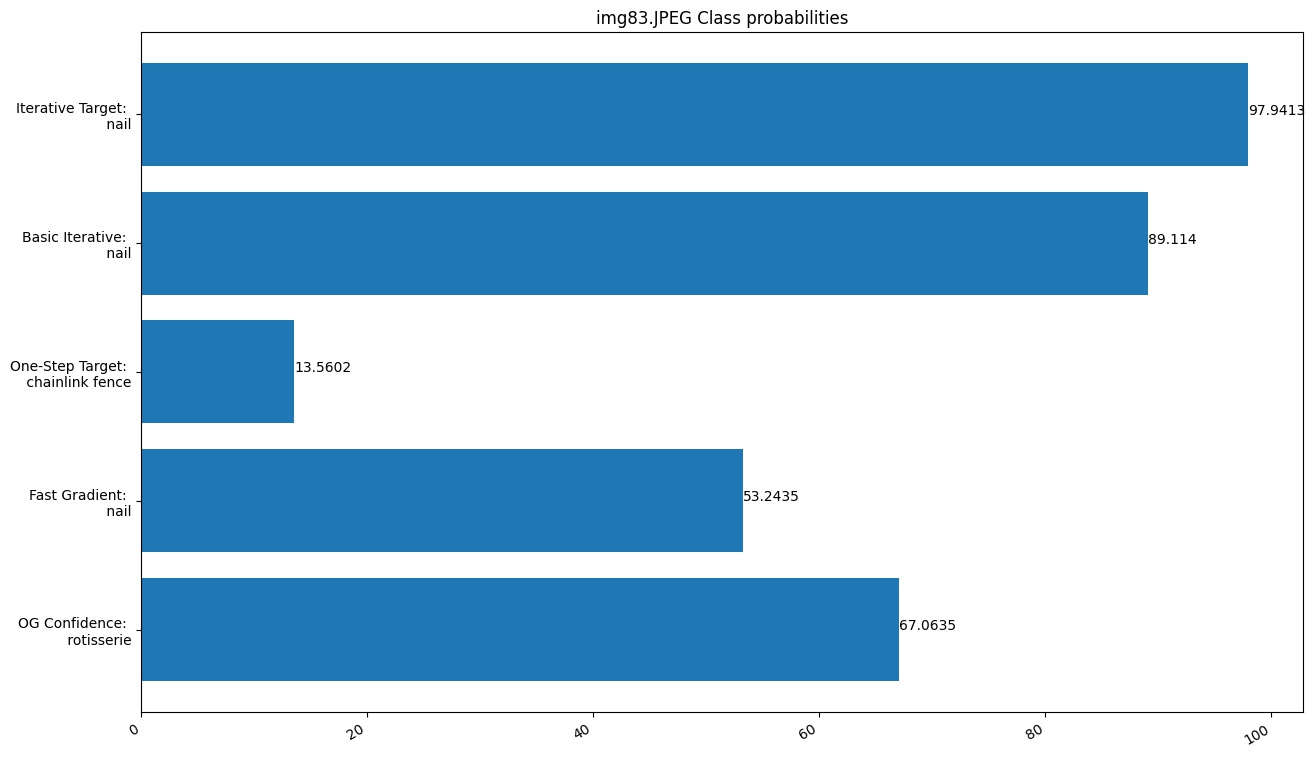 img83.JPEG Class probabilities
Iterative Target:
nail
97.9413
Basic Iterative:
nail
89.114
One-Step Target:
chainlink fence
13.5602
Fast Gradient:
nail
53.2435
OG Confidence:
rotisserie
67.0635
0 20 40 60 80 100